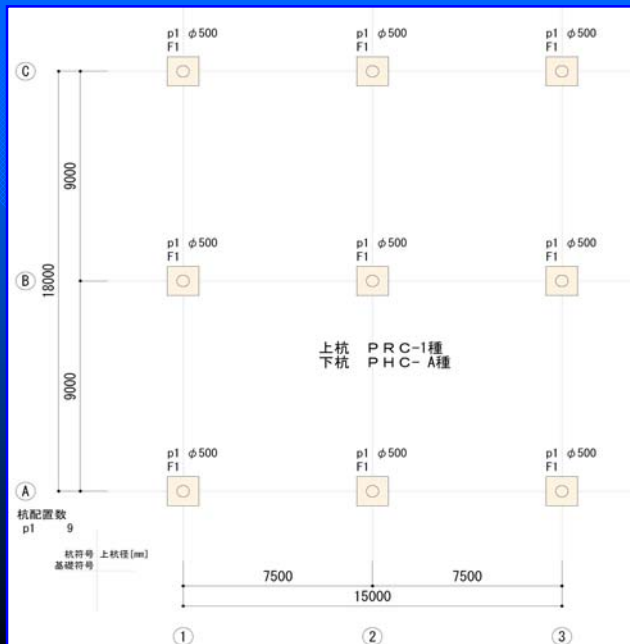 p1 φ500 p1 φ500 p1 φ500
F1 F1 F1
C
9000
p1 φ500 p1 φ500 p1 φ500
F1 F1 F1
B
18000
上杭 PRC-1種
下杭 PHC- A種
9000
p1 φ500 p1 φ500 p1 φ500
F1 F1 F1
A
杭配置数
p1 9
杭符号 上杭径[mm]
基礎符号
7500 7500
15000
1 2 3